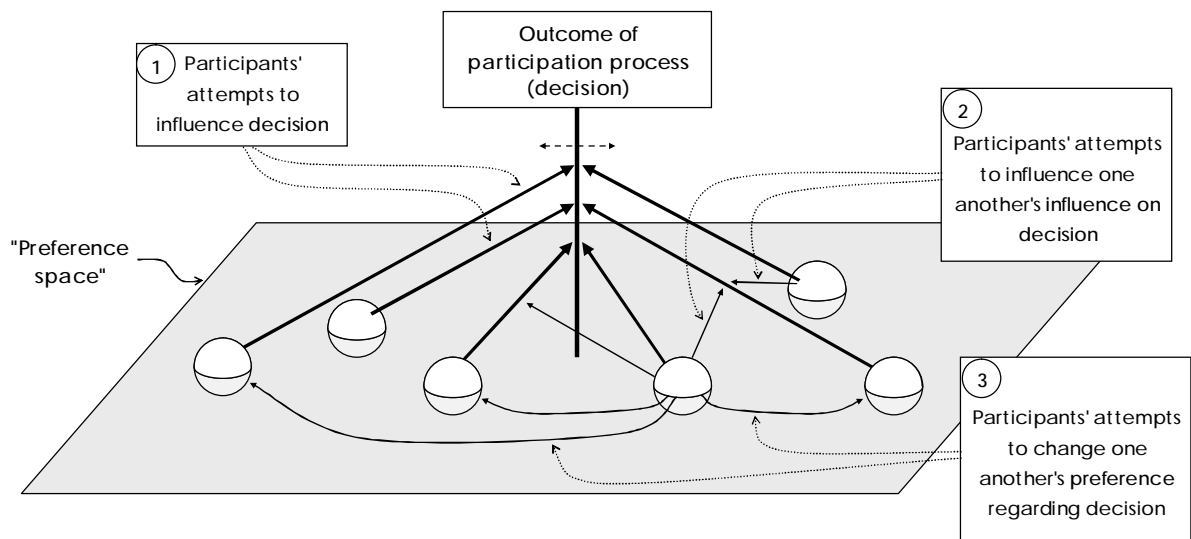 Outcome of
participation process
(decision)
1
Participants'
attempts to
influence decision
2
Participants' attempts
to influence one
another's influence on
decision
"Preference
space"
3
Participants' attempts
to change one
another's preference
regarding decision